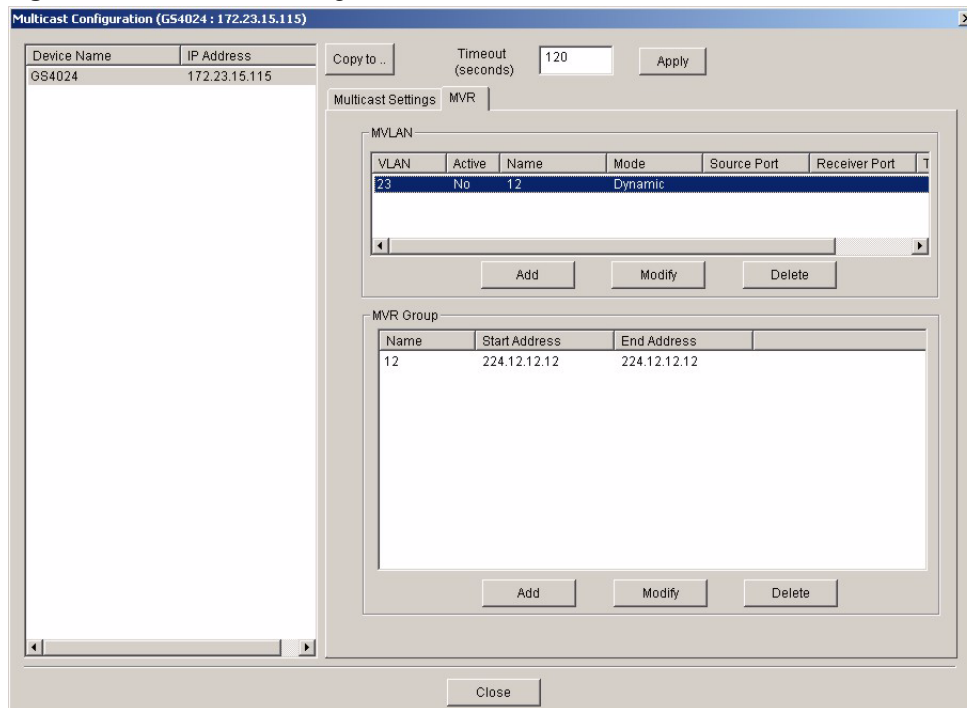 Multicast Configuration (GS4024 : 172.23.15.115)
Device Name IP Address
GS4024 172.23.15.115
Copy to .. Timeout (seconds) 120 Apply
Multicast Settings MVR
MVLAN
VLAN Active Name Mode Source Port Receiver Port T
23 No 12 Dynamic
Add Modify Delete
MVR Group
Name Start Address End Address
12 224.12.12.12 224.12.12.12
Add Modify Delete
Close